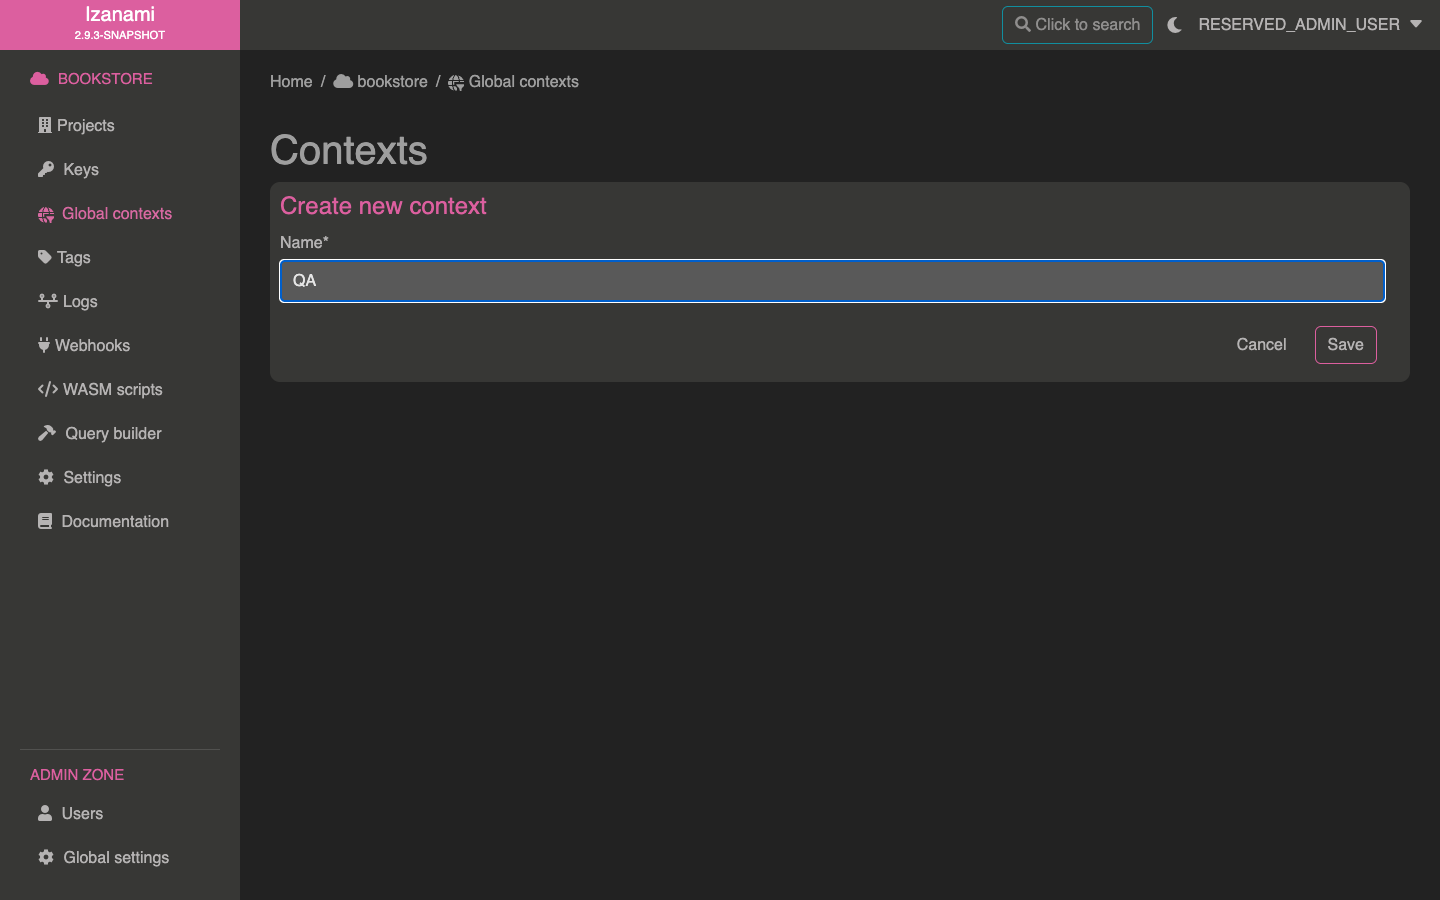 Izanami
2.9.3-SNAPSHOT
Click to search
RESERVED_ADMIN_USER
BOOKSTORE
Projects
Keys
Global contexts
Tags
Logs
Webhooks
WASM scripts
Query builder
Settings
Documentation
ADMIN ZONE
Users
Global settings
Home / bookstore / Global contexts
Contexts
Create new context
Name*
QA
Cancel
Save